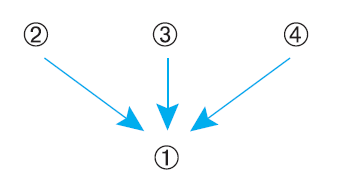 ② ③ ④
①